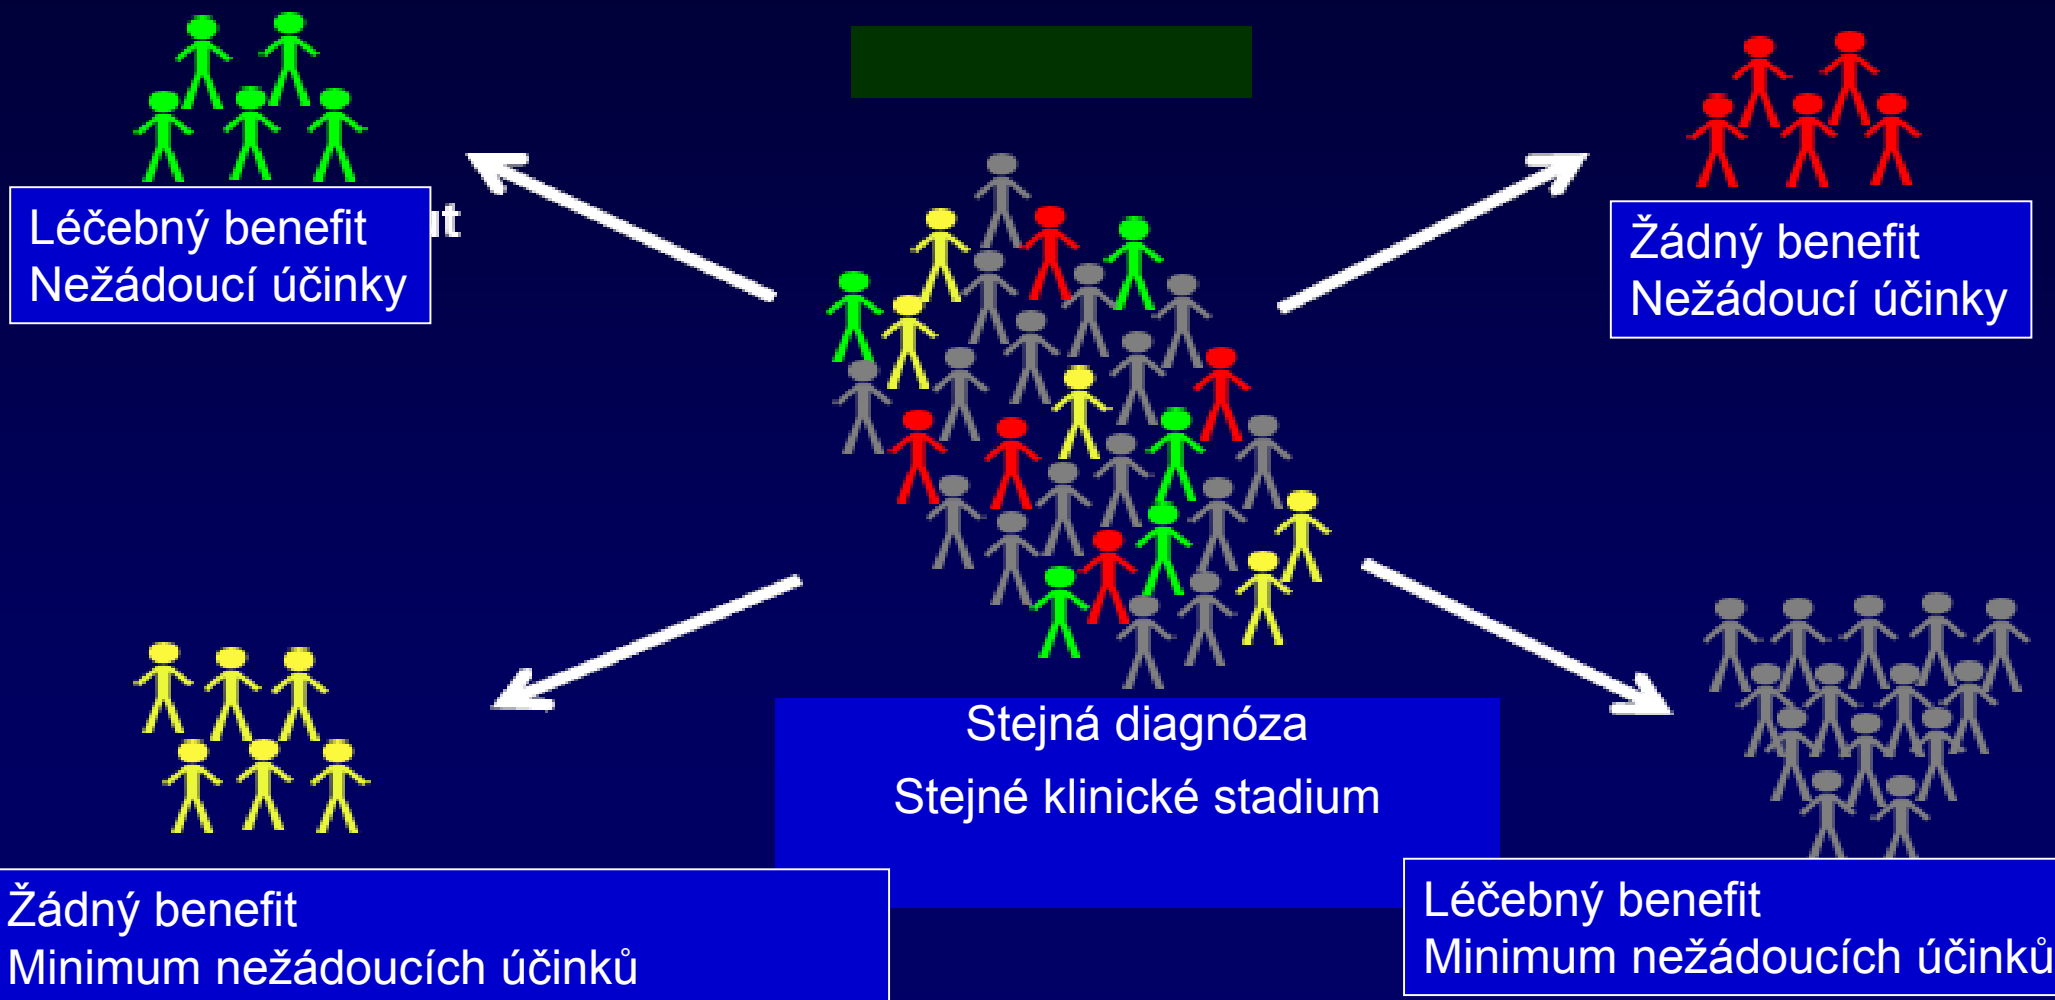 Léčebný benefit
Nežádoucí účinky
Žádný benefit
Nežádoucí účinky
Stejná diagnóza
Stejné klinické stadium
Žádný benefit
Minimum nežádoucích účinků
Léčebný benefit
Minimum nežádoucích účinků